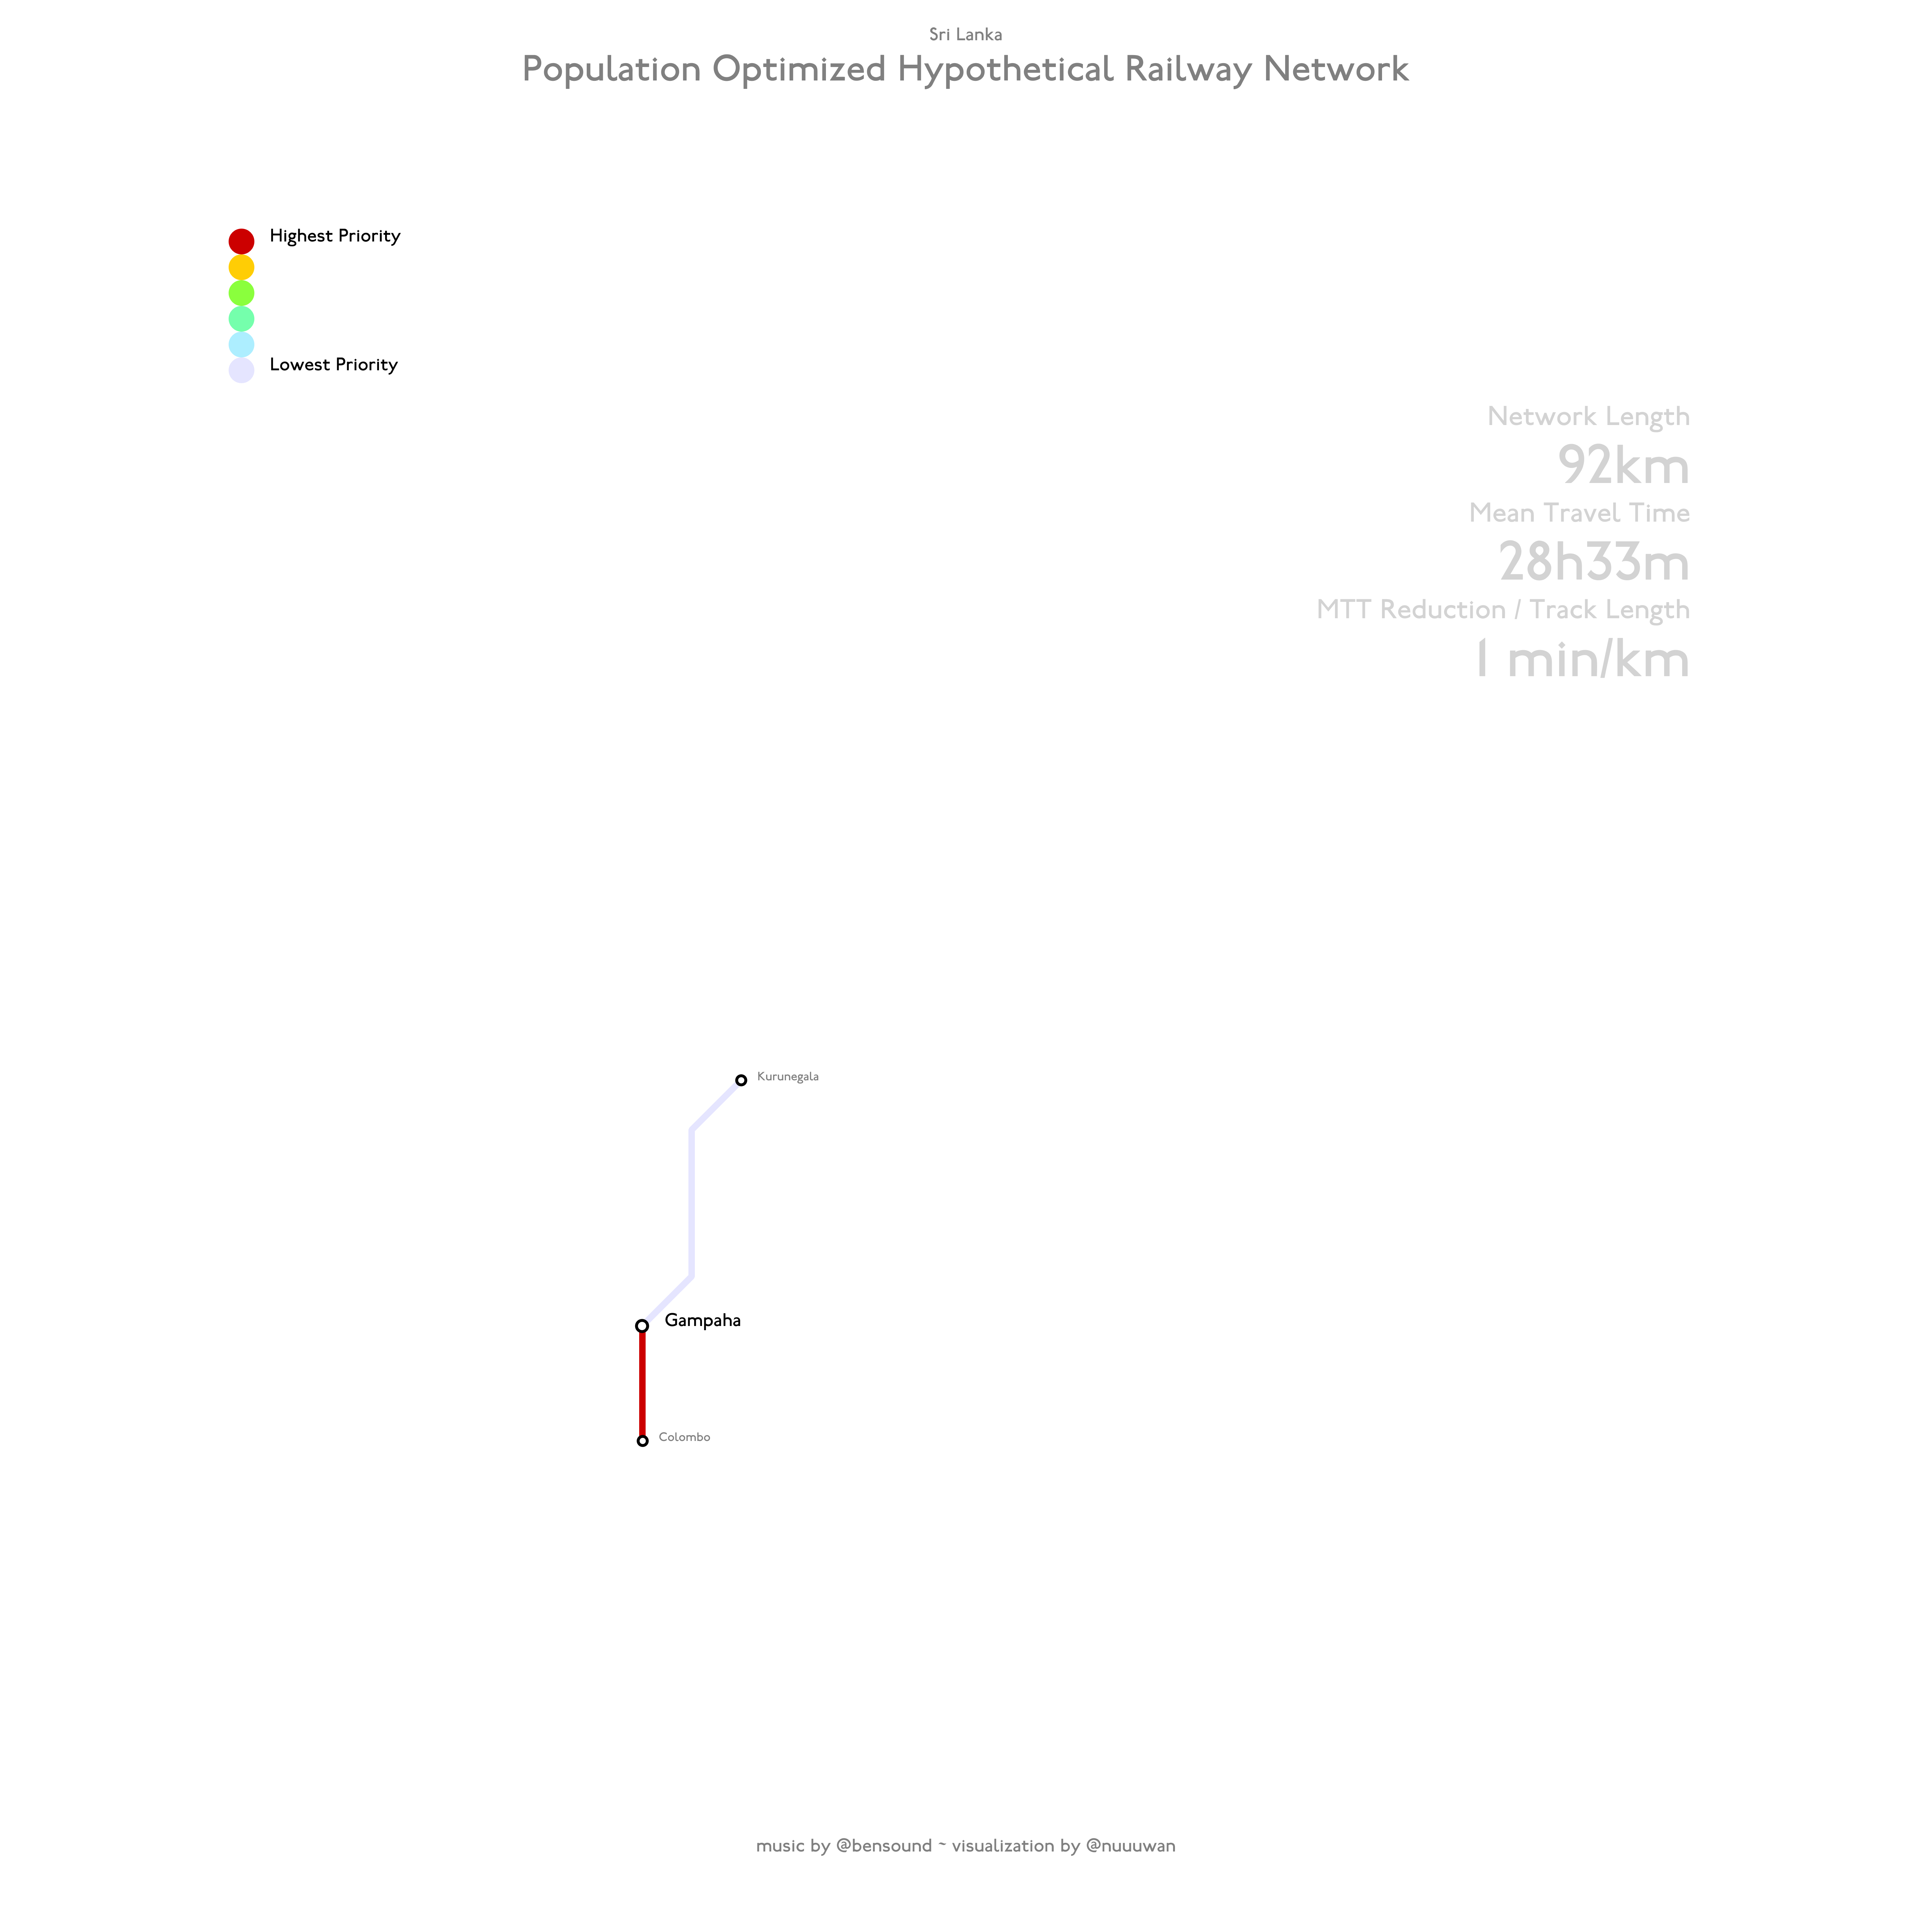 Sri Lanka
Population Optimized Hypothetical Railway Network
Highest Priority
Lowest Priority
Network Length
92km
Mean Travel Time
28h33m
MTT Reduction / Track Length
1 min/km
Kurunegala
Gampaha
Colombo
music by @bensound ~ visualization by @nuuuwan